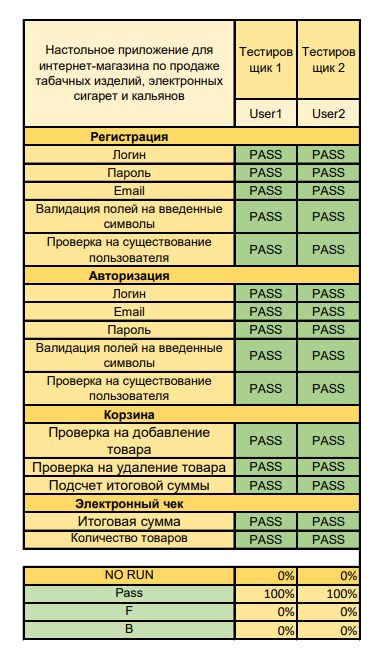 Настольное приложение для
интернет-магазина по продаже
табачных изделий, электронных
сигарет и кальянов
Тестиров
щик 1
Тестиров
щик 2
User1 User2
Регистрация
Логин PASS PASS
Пароль PASS PASS
Email PASS PASS
Валидация полей на введенные
символы PASS PASS
Проверка на существование
пользователя PASS PASS
Авторизация
Логин PASS PASS
Email PASS PASS
Пароль PASS PASS
Валидация полей на введенные
символы PASS PASS
Проверка на существование
пользователя PASS PASS
Корзина
Проверка на добавление
товара PASS PASS
Проверка на удаление товара PASS PASS
Подсчет итоговой суммы PASS PASS
Электронный чек
Итоговая сумма PASS PASS
Количество товаров PASS PASS
NO RUN 0% 0%
Pass 100% 100%
F 0% 0%
B 0% 0%